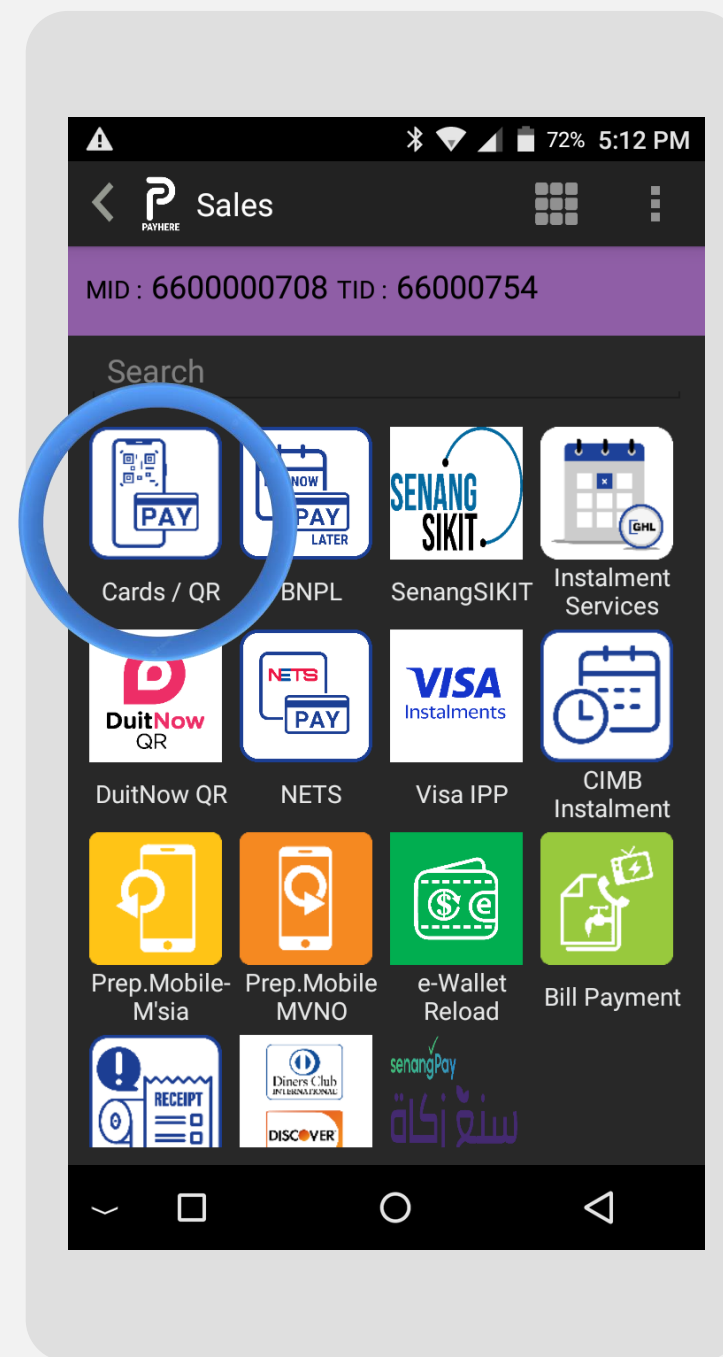 72% 5:12 PM
PAYHERE Sales
MID : 6600000708 TID : 66000754
Search
PAY
NOW
PAY
LATER
SENANG
SIKIT
GHL
Cards / QR
BNPL
SenangSIKIT
Instalment
Services
DuitNow
QR
NETS
PAY
VISA
Instalments
DuitNow QR
NETS
Visa IPP
CIMB
Instalment
$ e
Prep.Mobile-
M'sia
Prep.Mobile
MVNO
e-Wallet
Reload
Bill Payment
RECEIPT
Diners Club
INTERNATIONAL
DISCOVER
senangPay
سنڠ زكاة